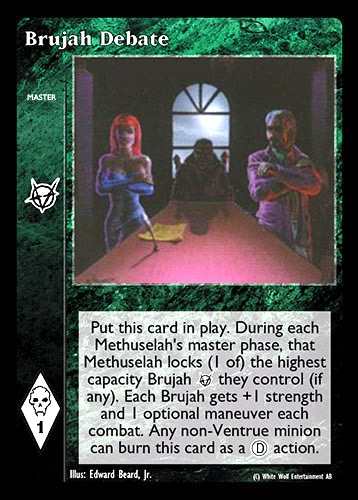 Brujah Debate
MASTER
Put this card in play. During each
Methuselah's master phase, that
Methuselah locks (1 of) the highest
capacity Brujah they control (if
any). Each Brujah gets +1 strength
and 1 optional maneuver each
combat. Any non-Ventrue minion
can burn this card as a Ⓓ action.
1
Illus: Edward Beard, Jr.
(C) White Wolf Entertainment AB